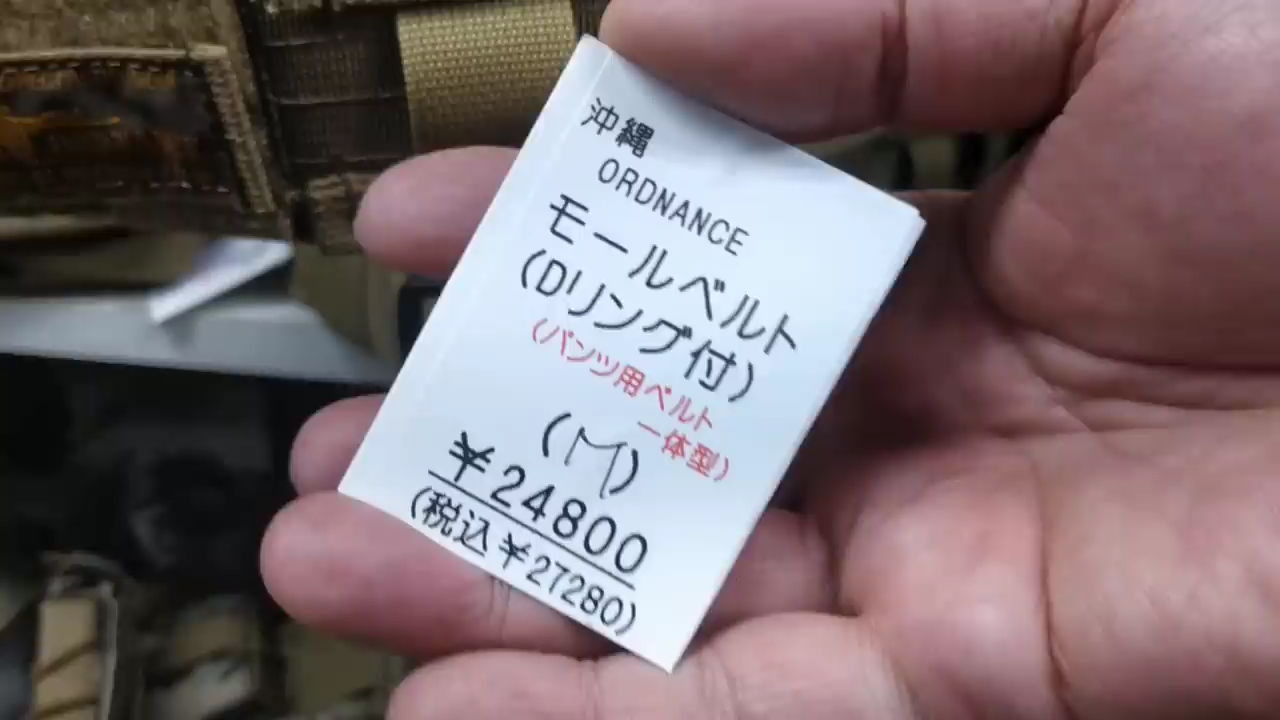 沖縄
ORDNANCE
モールベルト
(Dリング付)
(パンツ用ベルト
一体型)
(M)
¥24800
(税込¥27280)